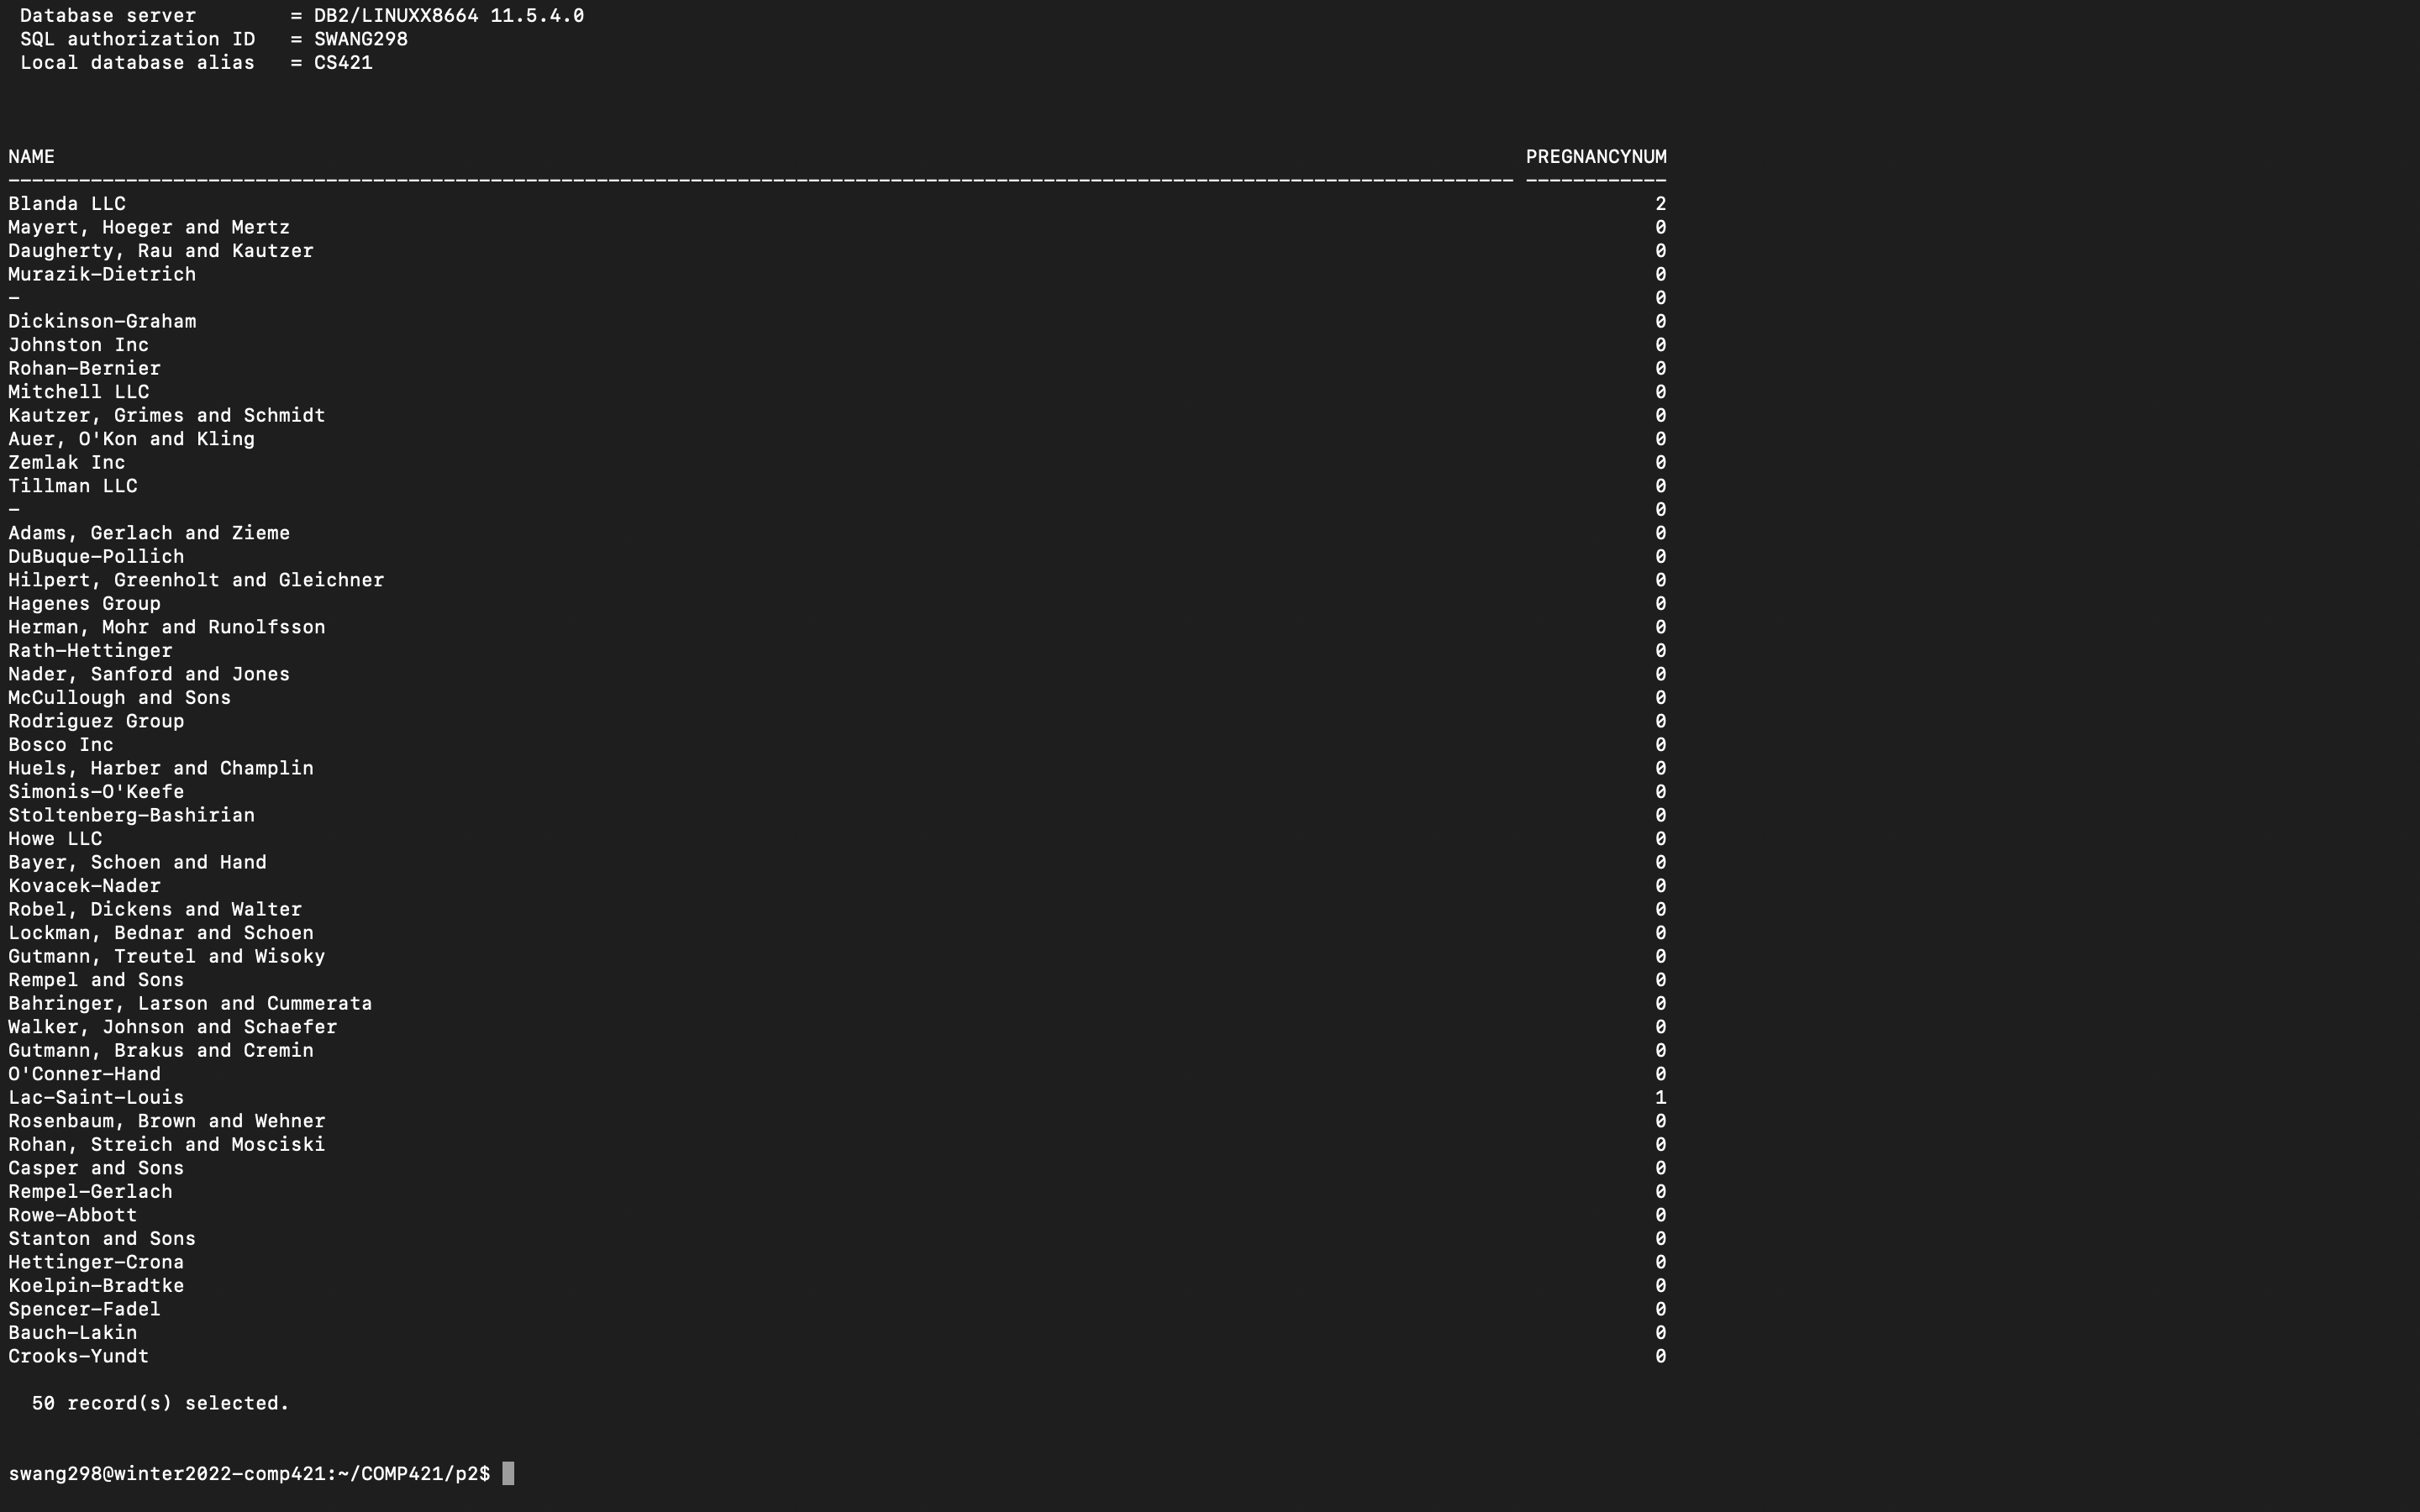 Database server        = DB2/LINUXX8664 11.5.4.0
SQL authorization ID   = SWANG298
Local database alias   = CS421
NAME PREGNANCYNUM
-------------------------------------------------------------------------------------------------------------------------------- ------------
Blanda LLC 2
Mayert, Hoeger and Mertz 0
Daugherty, Rau and Kautzer 0
Murazik-Dietrich 0
- 0
Dickinson-Graham 0
Johnston Inc 0
Rohan-Bernier 0
Mitchell LLC 0
Kautzer, Grimes and Schmidt 0
Auer, O'Kon and Kling 0
Zemlak Inc 0
Tillman LLC 0
- 0
Adams, Gerlach and Zieme 0
DuBuque-Pollich 0
Hilpert, Greenholt and Gleichner 0
Hagenes Group 0
Herman, Mohr and Runolfsson 0
Rath-Hettinger 0
Nader, Sanford and Jones 0
McCullough and Sons 0
Rodriguez Group 0
Bosco Inc 0
Huels, Harber and Champlin 0
Simonis-O'Keefe 0
Stoltenberg-Bashirian 0
Howe LLC 0
Bayer, Schoen and Hand 0
Kovacek-Nader 0
Robel, Dickens and Walter 0
Lockman, Bednar and Schoen 0
Gutmann, Treutel and Wisoky 0
Rempel and Sons 0
Bahringer, Larson and Cummerata 0
Walker, Johnson and Schaefer 0
Gutmann, Brakus and Cremin 0
O'Conner-Hand 0
Lac-Saint-Louis 1
Rosenbaum, Brown and Wehner 0
Rohan, Streich and Mosciski 0
Casper and Sons 0
Rempel-Gerlach 0
Rowe-Abbott 0
Stanton and Sons 0
Hettinger-Crona 0
Koelpin-Bradtke 0
Spencer-Fadel 0
Bauch-Lakin 0
Crooks-Yundt 0
50 record(s) selected.
swang298@winter2022-comp421:~/COMP421/p2$